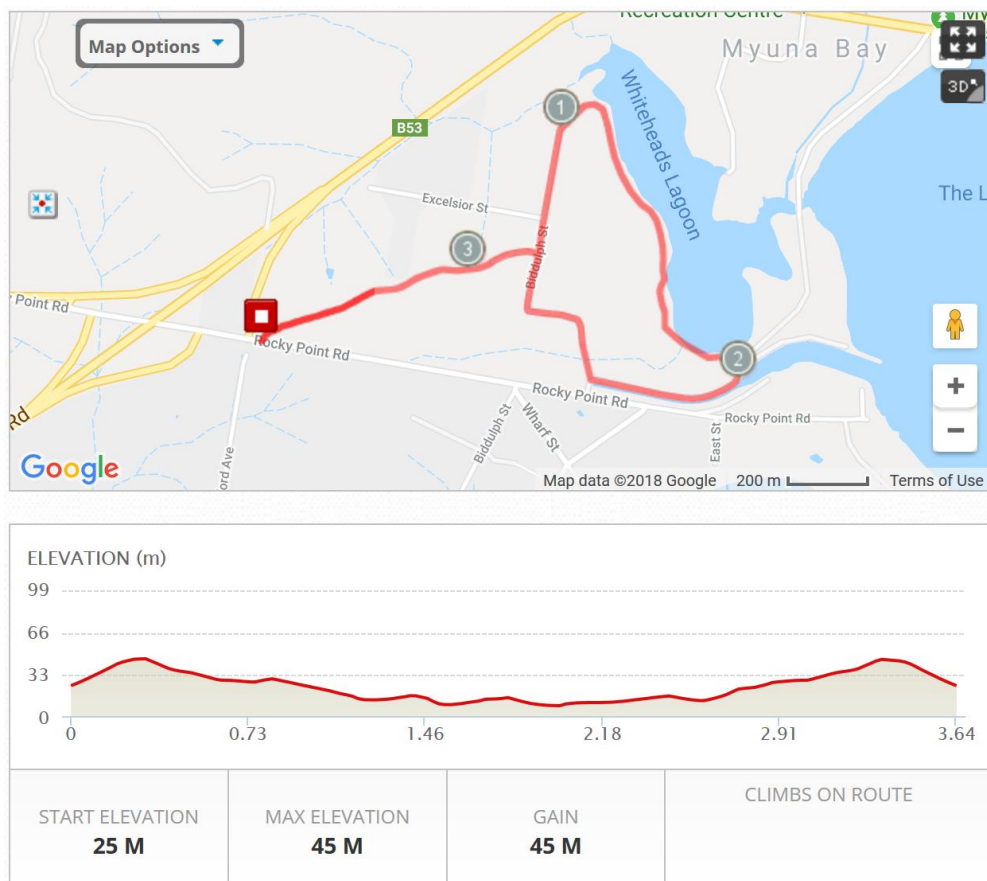 Recreation Centre
My
Map Options
Myuna Bay
3D
1
Whiteheads Lagoon
B53
The L
Excelsior St
3
Biddulph St
Point Rd
Rocky Point Rd
2
Rocky Point Rd
Rd
Biddulph St
Wharf St
East St
Rocky Point Rd
ord Ave
Google
Map data ©2018 Google 200 m Terms of Use
ELEVATION (m)
99
66
33
0
0 0.73 1.46 2.18 2.91 3.64
START ELEVATION
25 M
MAX ELEVATION
45 M
GAIN
45 M
CLIMBS ON ROUTE